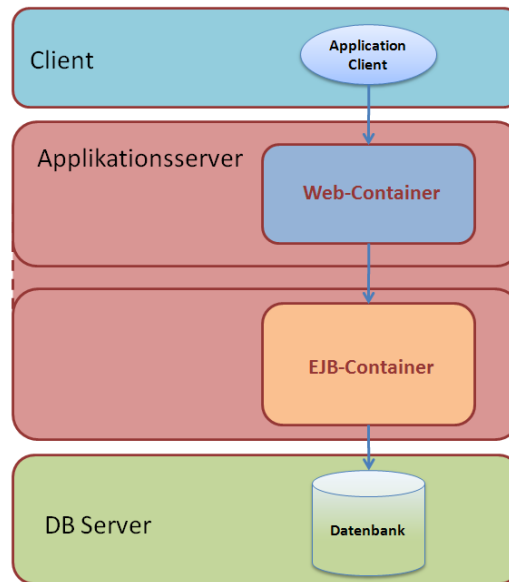 Client
Application
Client
Applikationsserver
Web-Container
EJB-Container
DB Server
Datenbank